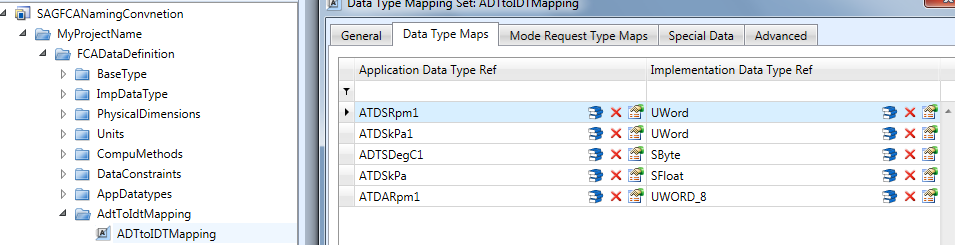 SAGFCANamingConvnetion
MyProjectName
FCADataDefinition
BaseType
ImpDataType
PhysicalDimensions
Units
CompuMethods
DataConstraints
AppDatatypes
AdtToIdtMapping
ADTtoIDTMapping
Data Type Mapping Set: ADTtoIDTMapping
General Data Type Maps Mode Request Type Maps Special Data Advanced
Application Data Type Ref Implementation Data Type Ref
ATDSRpm1 UWord
ATDSkPa1 UWord
ADTSDegC1 SByte
ATDSkPa SFloat
ATDARpm1 UWORD_8